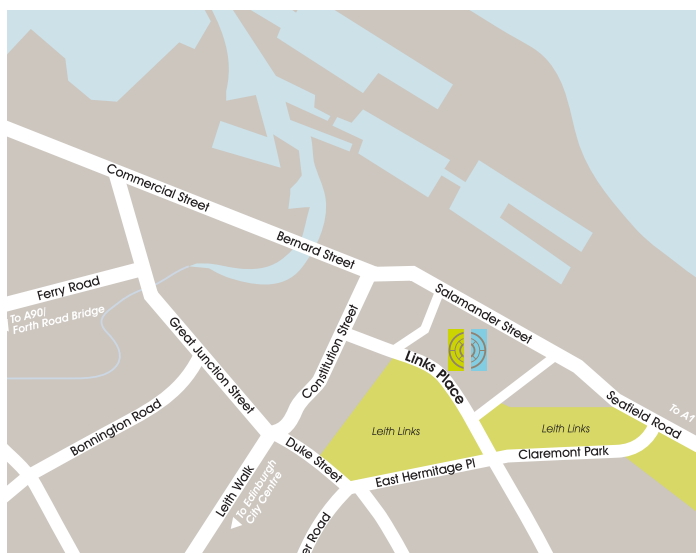 Commercial Street
Bernard Street
Ferry Road
To A90/
Forth Road Bridge
Salamander Street
Great Junction Street
Constitution Street
Links Place
Seafield Road
To A1
Bonnington Road
Leith Links
Leith Links
Duke Street
Claremont Park
East Hermitage Pl
Leith Walk
To Edinburgh
City Centre
er Road